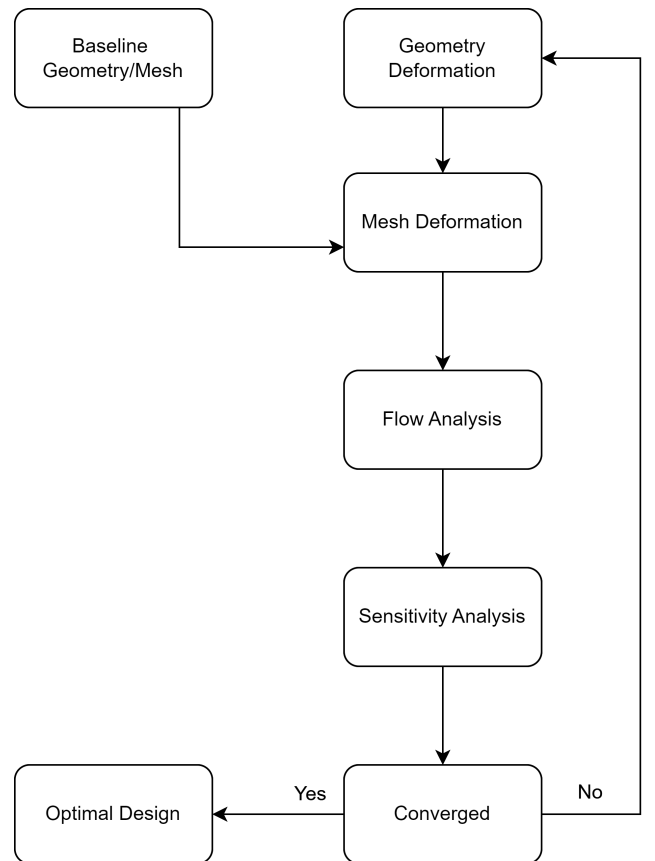 Baseline
Geometry/Mesh
Geometry
Deformation
Mesh Deformation
Flow Analysis
Sensitivity Analysis
Yes
No
Optimal Design
Converged